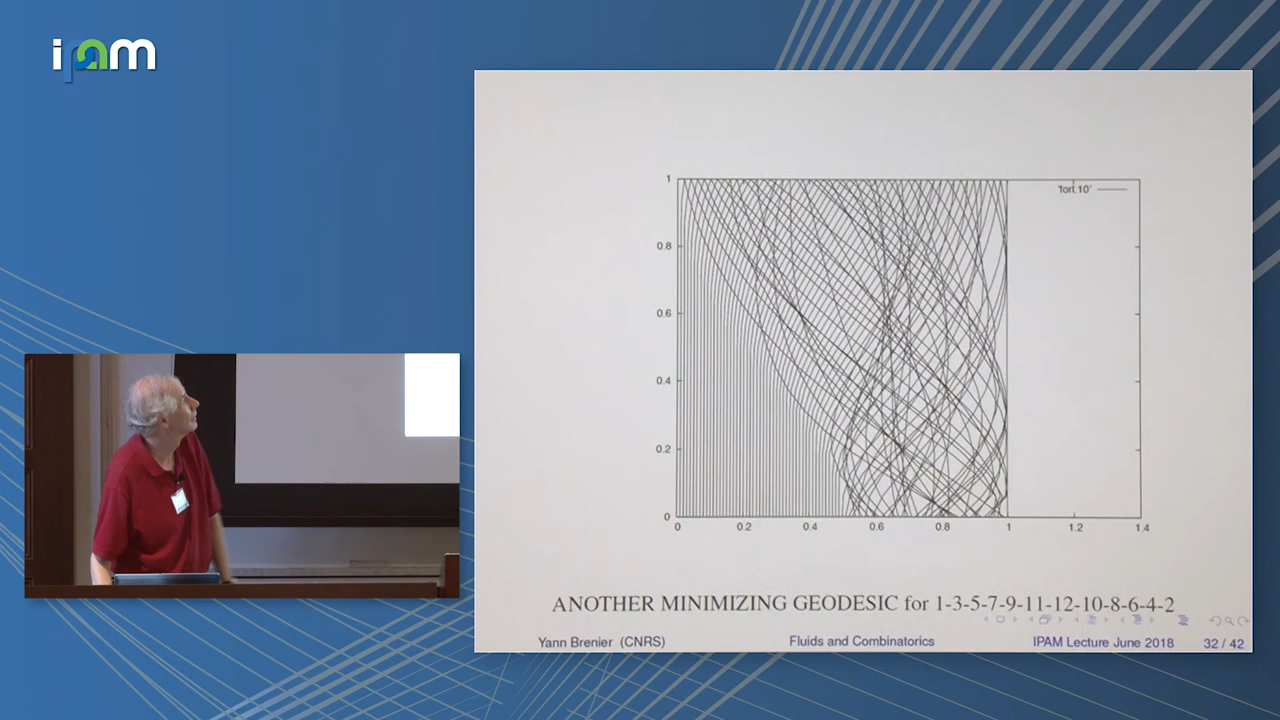 ipam
1
0.8
0.6
0.4
0.2
0
'fort.10'
0 0.2 0.4 0.6 0.8 1 1.2 1.4
ANOTHER MINIMIZING GEODESIC for 1-3-5-7-9-11-12-10-8-6-4-2
Yann Brenier (CNRS) Fluids and Combinatorics IPAM Lecture June 2018 32 / 42